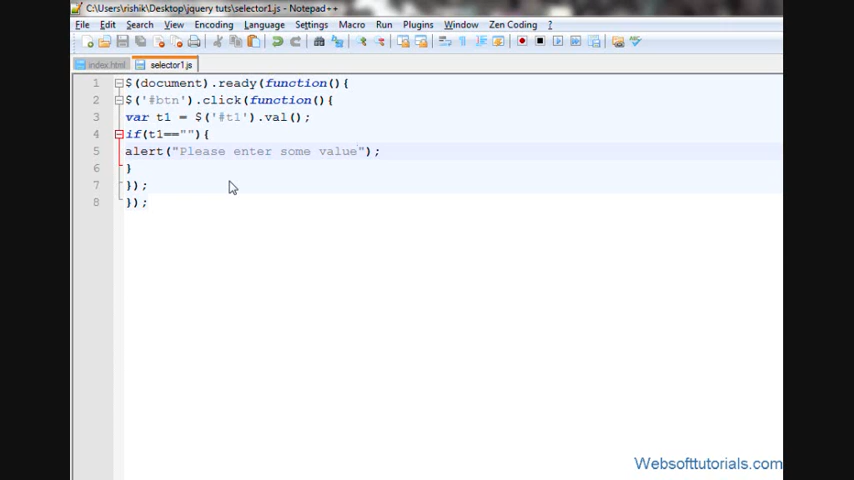 C:\Users\rishik\Desktop\jquery tuts\selector1.js - Notepad++
File Edit Search View Encoding Language Settings Macro Run Plugins Window Zen Coding ?
index.html selector1.js
1 $(document).ready(function(){
2 $('#btn').click(function(){
3 var t1 = $('#t1').val();
4 if(t1==""){
5 alert("Please enter some value");
6 }
7 });
8 });
Websofttutorials.com